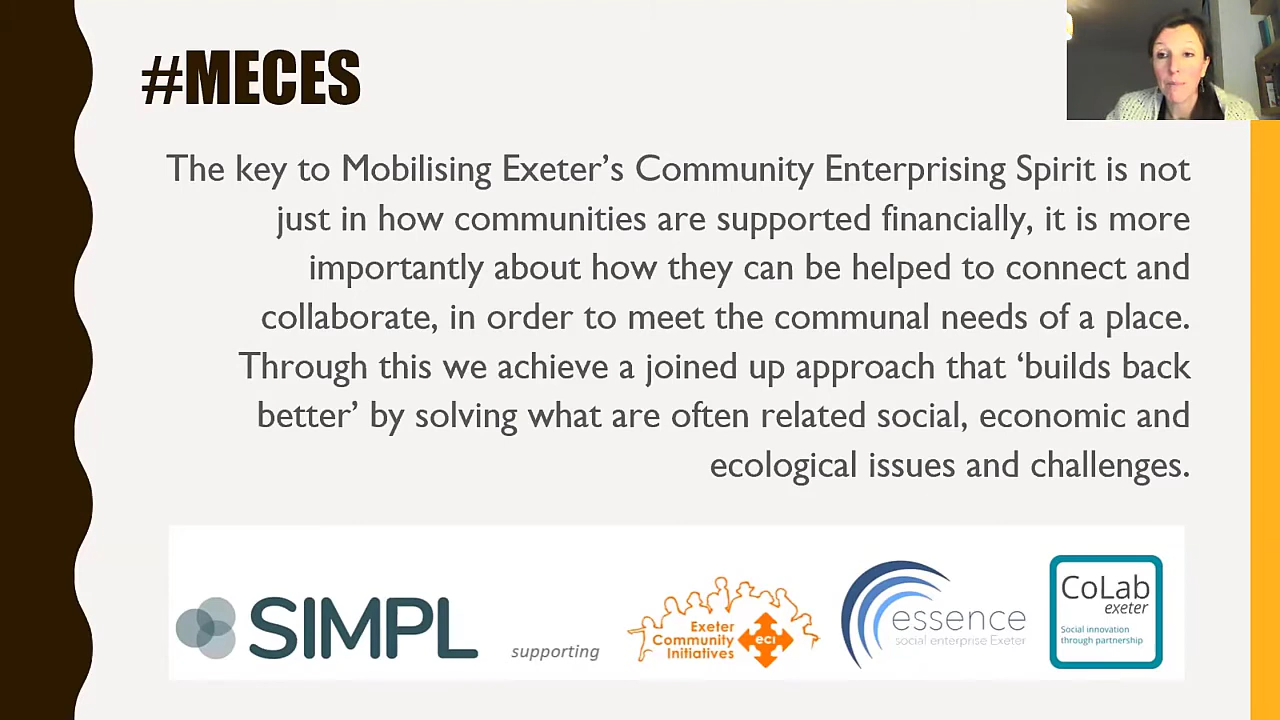 #MECES
The key to Mobilising Exeter’s Community Enterprising Spirit is not
just in how communities are supported financially, it is more
importantly about how they can be helped to connect and
collaborate, in order to meet the communal needs of a place.
Through this we achieve a joined up approach that ‘builds back
better’ by solving what are often related social, economic and
ecological issues and challenges.
SIMPL
supporting
Exeter
Community
Initiatives
eci
essence
social enterprise Exeter
CoLab
exeter
Social innovation
through partnership